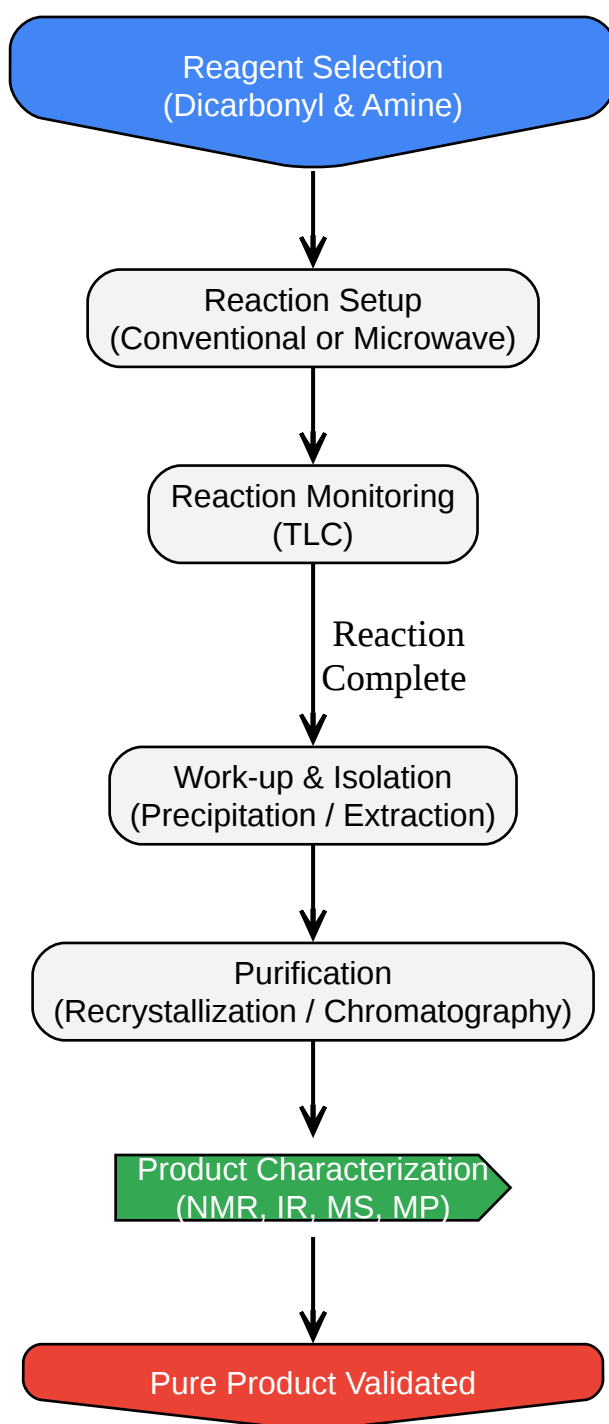 Reagent Selection
(Dicarbonyl & Amine)
Reaction Setup
(Conventional or Microwave)
Reaction Monitoring
(TLC)
Reaction
Complete
Work-up & Isolation
(Precipitation / Extraction)
Purification
(Recrystallization / Chromatography)
Product Characterization
(NMR, IR, MS, MP)
Pure Product Validated